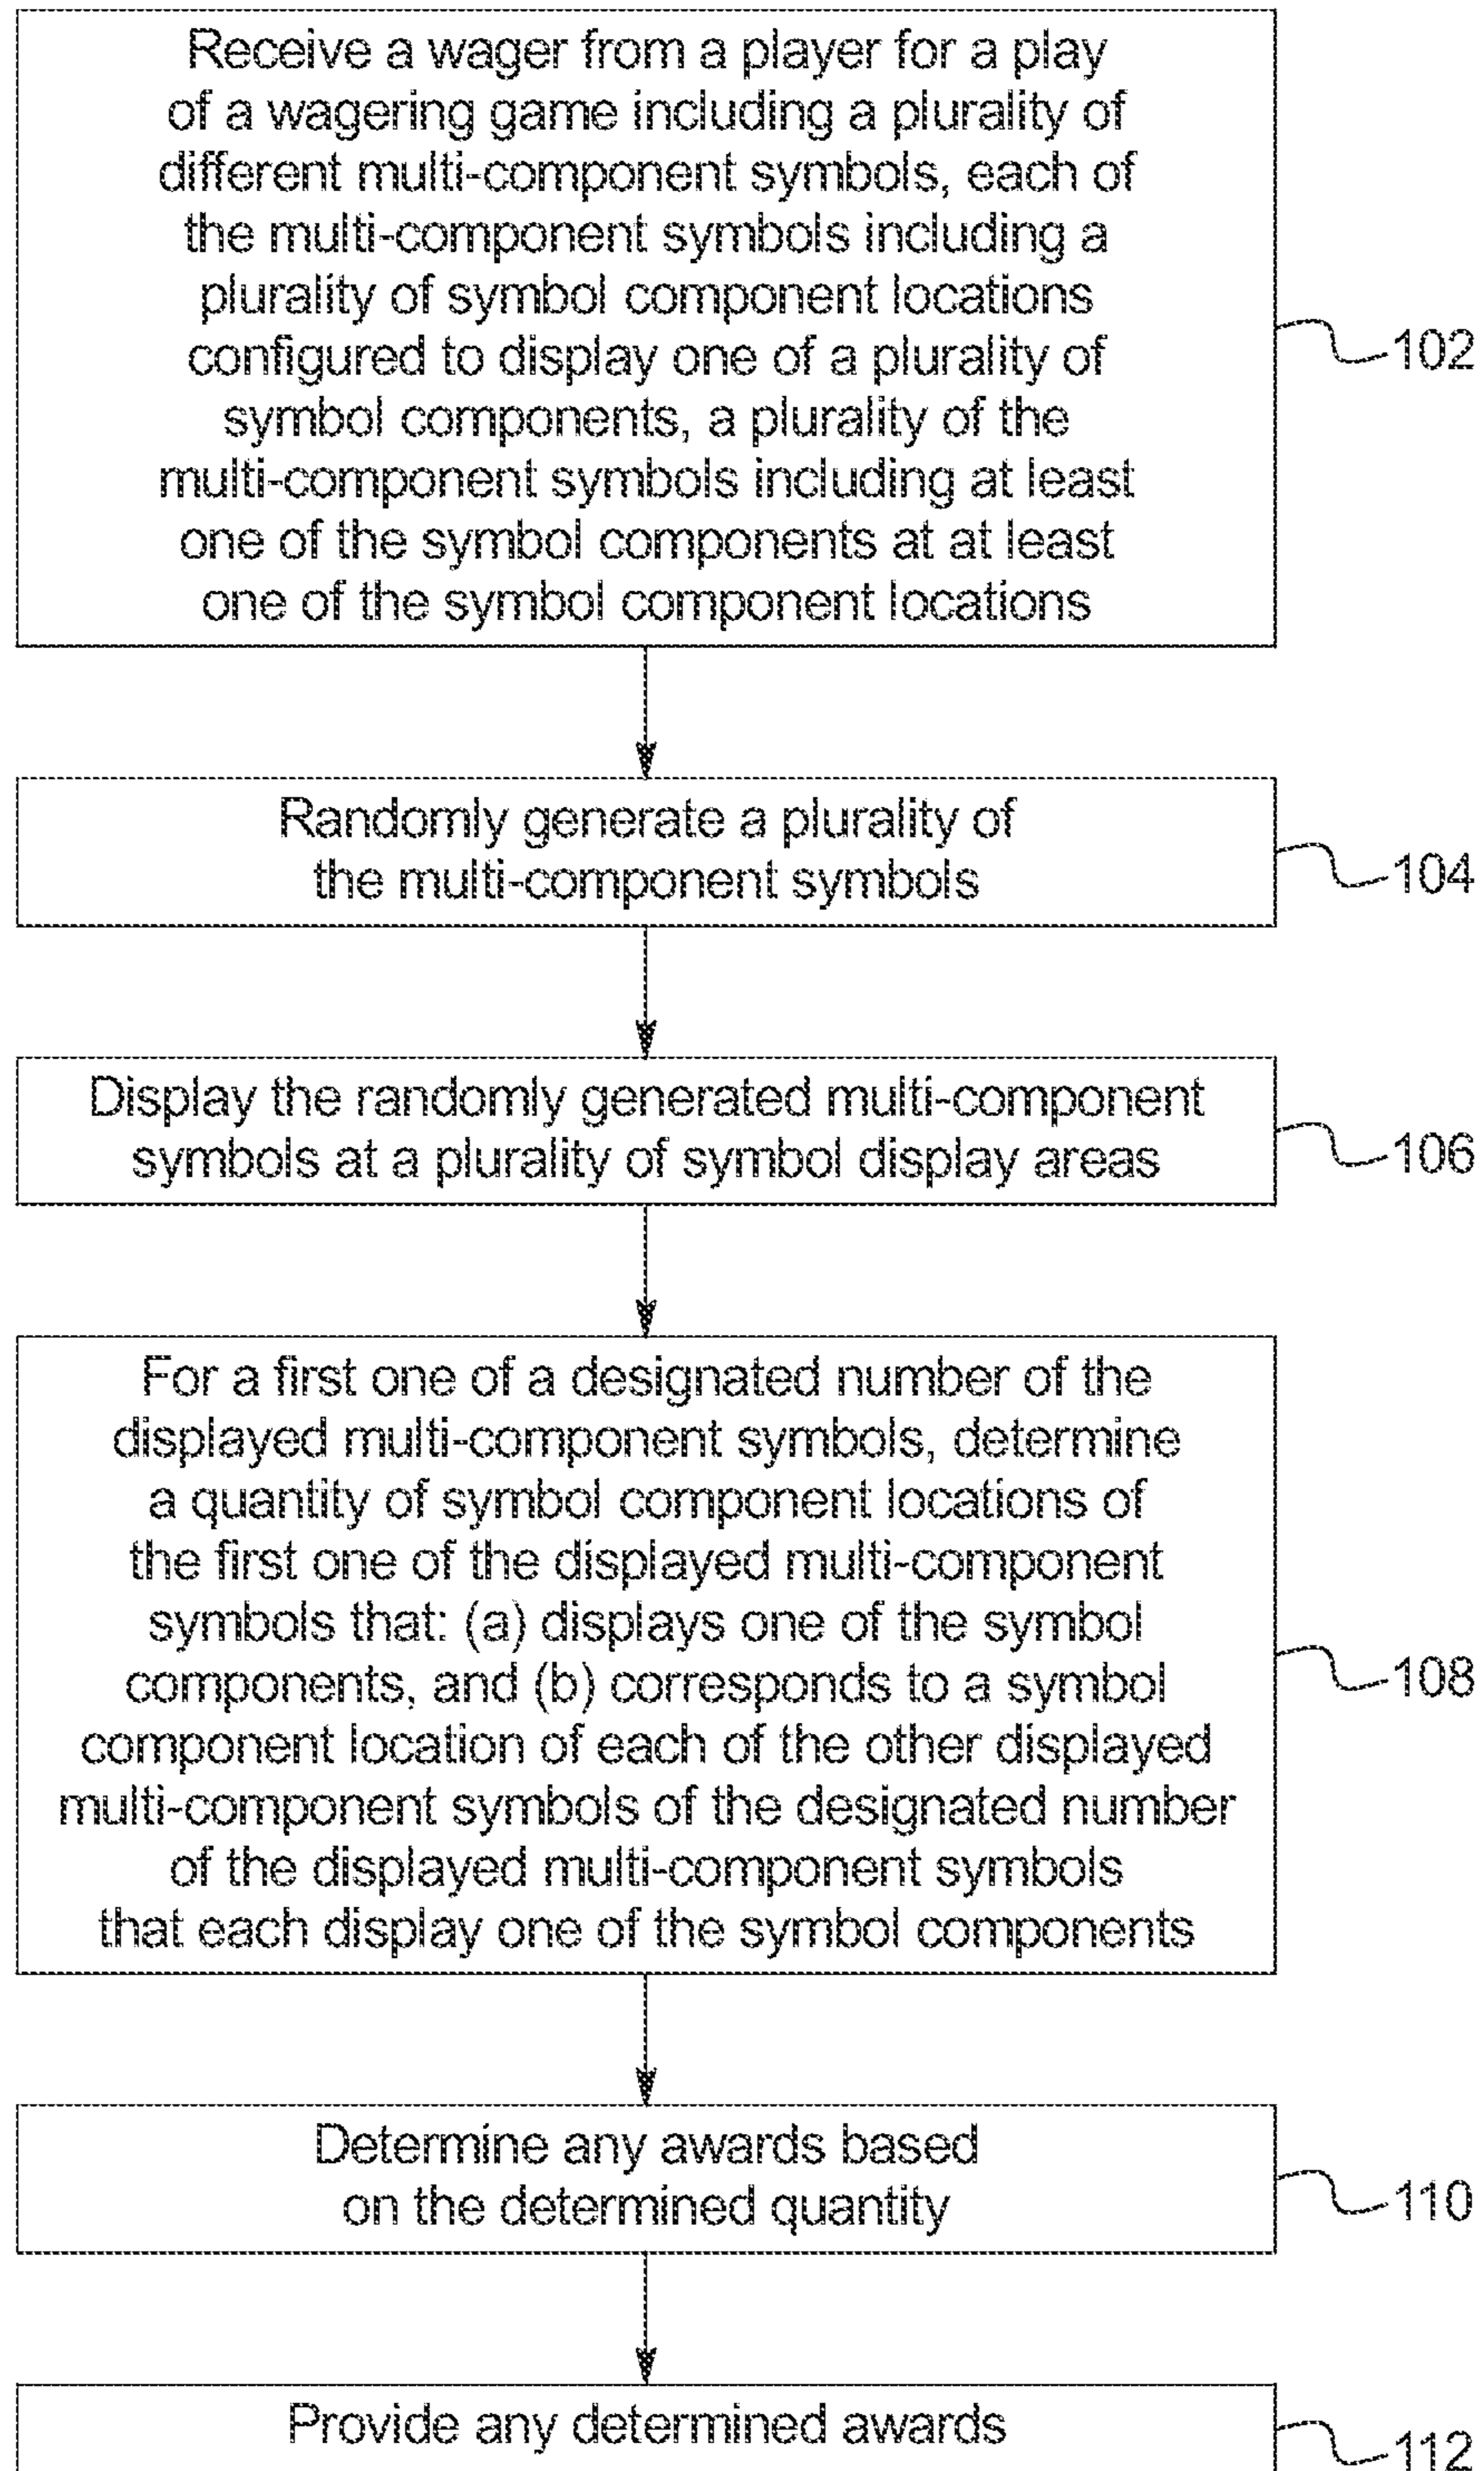 Receive a wager from a player for a play
of a wagering game including a plurality of
different multi-component symbols, each of
the multi-component symbols including a
plurality of symbol component locations
configured to display one of a plurality of
symbol components, a plurality of the
multi-component symbols including at least
one of the symbol components at at least
one of the symbol component locations
102
Randomly generate a plurality of
the multi-component symbols
104
Display the randomly generated multi-component
symbols at a plurality of symbol display areas
106
For a first one of a designated number of the
displayed multi-component symbols, determine
a quantity of symbol component locations of
the first one of the displayed multi-component
symbols that: (a) displays one of the symbol
components, and (b) corresponds to a symbol
component location of each of the other displayed
multi-component symbols of the designated number
of the displayed multi-component symbols
that each display one of the symbol components
108
Determine any awards based
on the determined quantity
110
Provide any determined awards
112